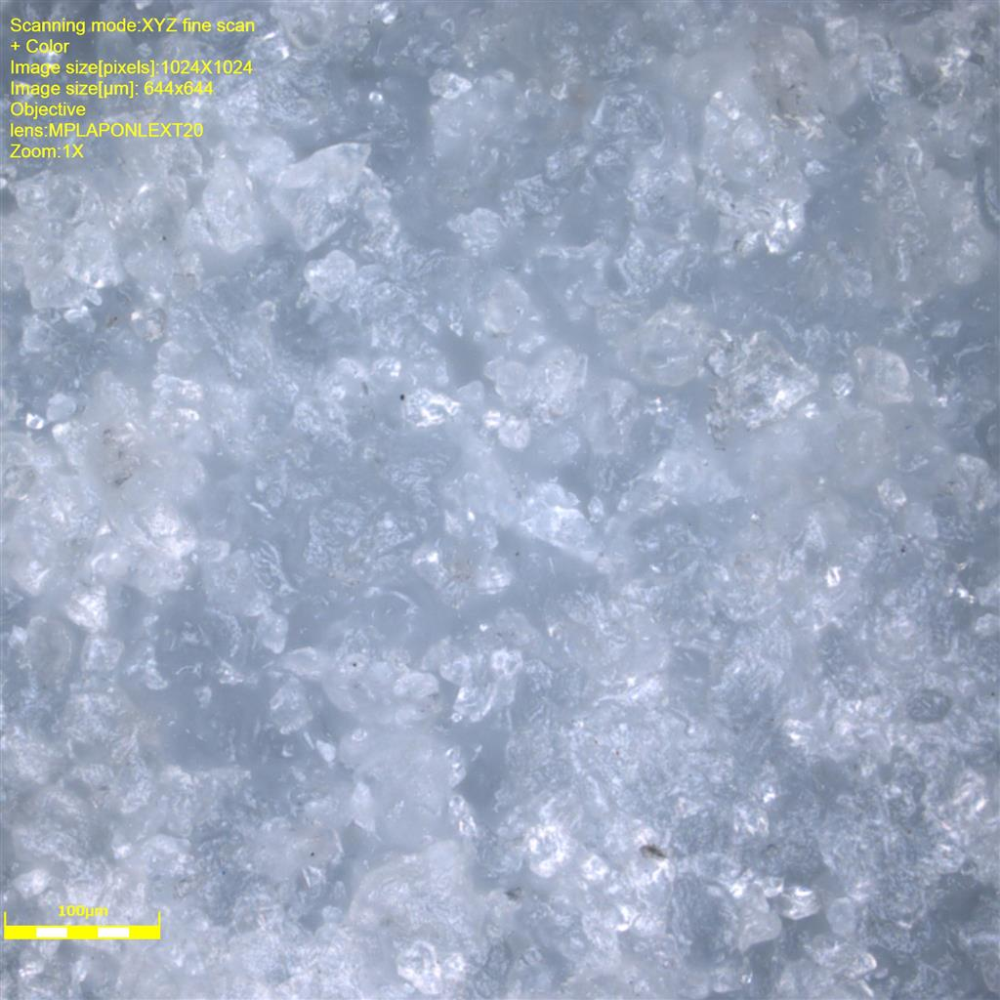 Scanning mode:XYZ fine scan
+ Color
Image size[pixels]:1024X1024
Image size[µm]: 644x644
Objective
lens:MPLAPONLEXT20
Zoom:1X
100µm